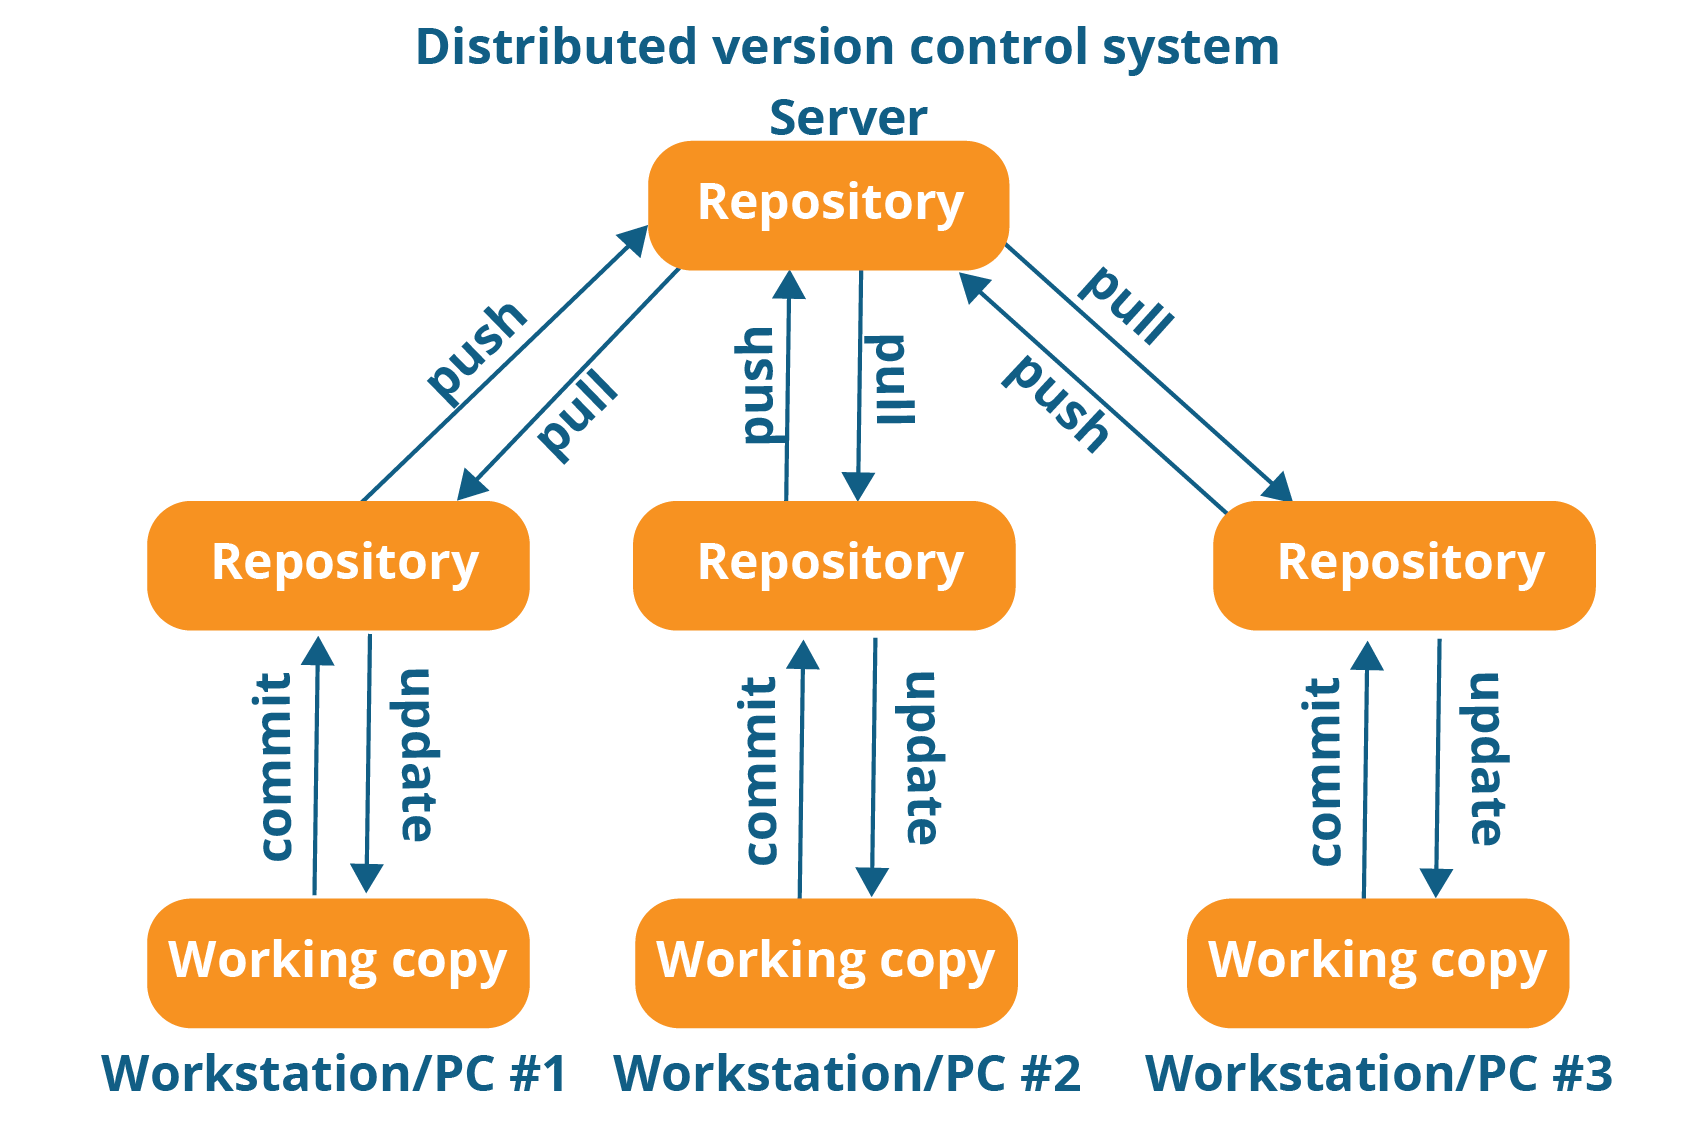 Distributed version control system
Server
Repository
push
pull
push
pull
push
pull
Repository
Repository
Repository
commit
update
commit
update
commit
update
Working copy
Working copy
Working copy
Workstation/PC #1
Workstation/PC #2
Workstation/PC #3